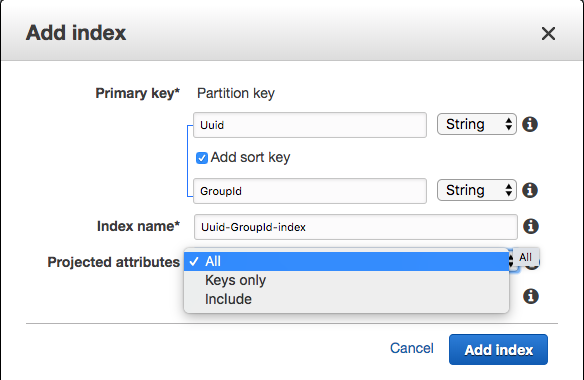 Add index
Primary key* Partition key
Uuid String
Add sort key
GroupId String
Index name* Uuid-GroupId-index
Projected attributes All All
Keys only
Include
Cancel Add index